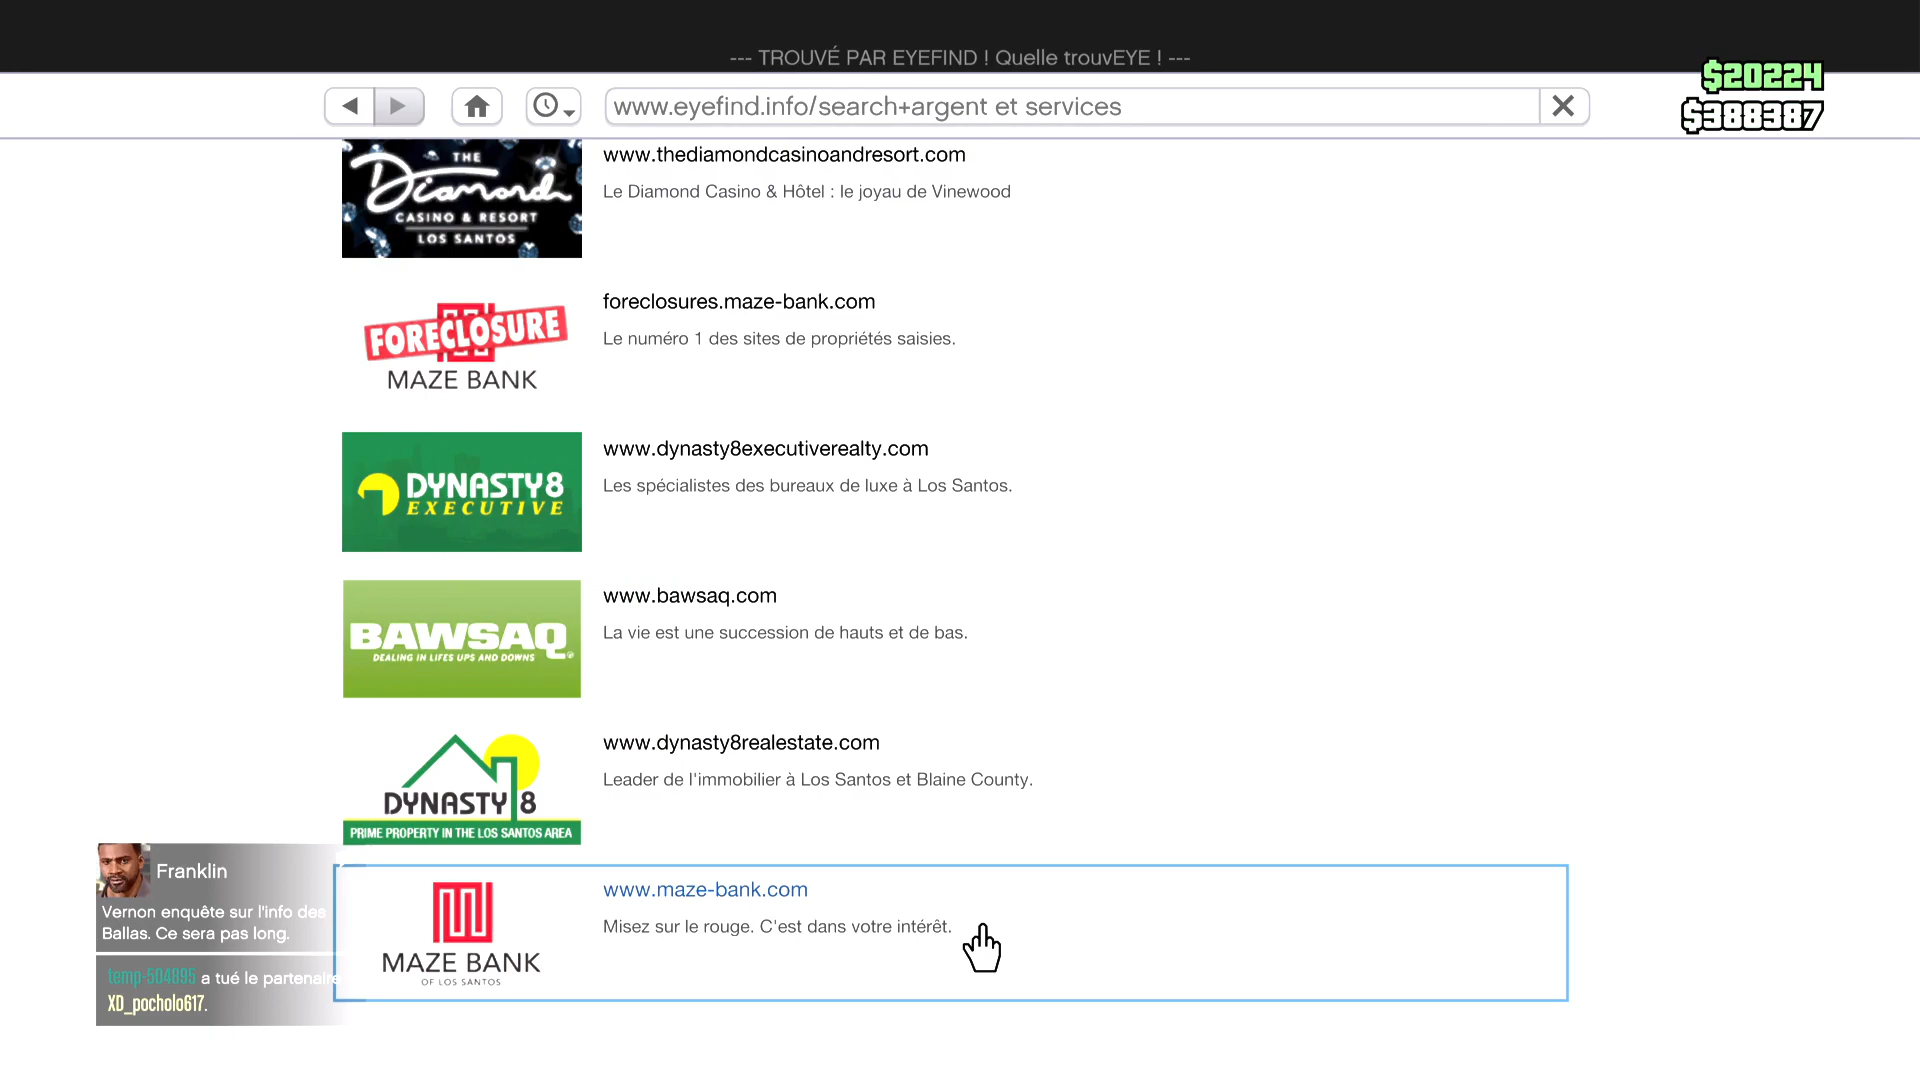 --- TROUVÉ PAR EYEFIND ! Quelle trouvEYE ! ---
$20224
www.eyefind.info/search+argent et services
$388387
THE
Diamond
CASINO & RESORT
LOS SANTOS
www.thediamondcasinoandresort.com
Le Diamond Casino & Hôtel : le joyau de Vinewood
FORECLOSURE
MAZE BANK
foreclosures.maze-bank.com
Le numéro 1 des sites de propriétés saisies.
DYNASTY8
EXECUTIVE
www.dynasty8executiverealty.com
Les spécialistes des bureaux de luxe à Los Santos.
BAWSAQ
DEALING IN LIFES UPS AND DOWNS
www.bawsaq.com
La vie est une succession de hauts et de bas.
DYNASTY 8
PRIME PROPERTY IN THE LOS SANTOS AREA
www.dynasty8realestate.com
Leader de l'immobilier à Los Santos et Blaine County.
MAZE BANK
OF LOS SANTOS
www.maze-bank.com
Misez sur le rouge. C'est dans votre intérêt.
Franklin
Vernon enquête sur l'info des
Ballas. Ce sera pas long.
temp-504895 a tué le partenaire
XD_pocholo617.